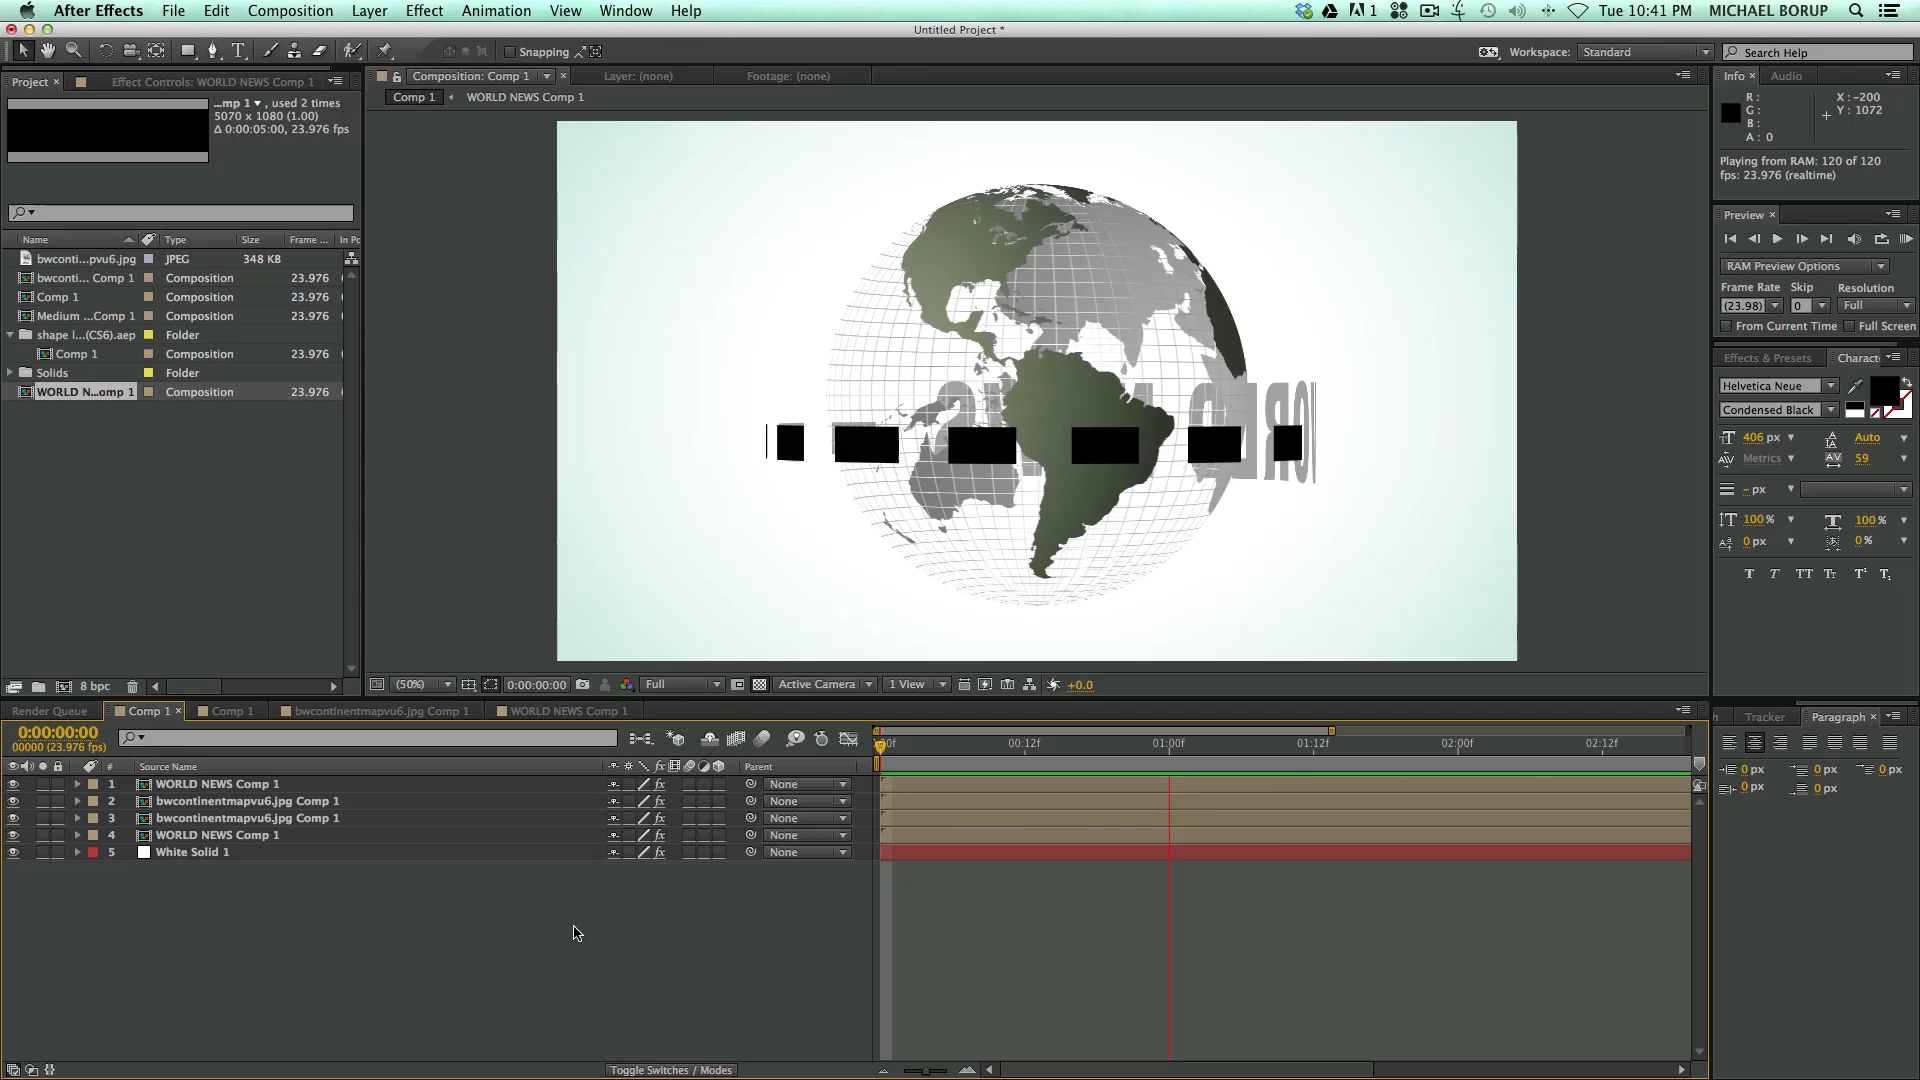 After Effects File Edit Composition Layer Effect Animation View Window Help
1 Tue 10:41 PM MICHAEL BORUP
Untitled Project *
Snapping
Workspace: Standard
Search Help
Project × Effect Controls: WORLD NEWS Comp 1
...mp 1 ▾, used 2 times
5070 x 1080 (1.00)
Δ 0:00:05:00, 23.976 fps
Name Type Size Frame ... In Po
bwconti...pvu6.jpg JPEG 348 KB
bwconti... Comp 1 Composition 23.976
Comp 1 Composition 23.976
Medium ...Comp 1 Composition 23.976
shape l...(CS6).aep Folder
Comp 1 Composition 23.976
Solids Folder
WORLD N...omp 1 Composition 23.976
8 bpc
Composition: Comp 1 × Layer: (none) Footage: (none)
Comp 1 WORLD NEWS Comp 1
(50%) 0:00:00:00 Full Active Camera 1 View +0.0
Info × Audio
R :
G :
B :
A : 0
X : -200
Y : 1072
Playing from RAM: 120 of 120
fps: 23.976 (realtime)
Preview ×
RAM Preview Options
Frame Rate Skip Resolution
(23.98) 0 Full
From Current Time Full Screen
Effects & Presets Charact
Helvetica Neue
Condensed Black
406 px Auto
Metrics 59
– px
100 % 100 %
0 px 0 %
T T TT Tt T¹ T₁
Render Queue Comp 1 × Comp 1 bwcontinentmapvu6.jpg Comp 1 WORLD NEWS Comp 1
0:00:00:00
00000 (23.976 fps)
# Source Name fx Parent
1 WORLD NEWS Comp 1 fx None
2 bwcontinentmapvu6.jpg Comp 1 fx None
3 bwcontinentmapvu6.jpg Comp 1 fx None
4 WORLD NEWS Comp 1 fx None
5 White Solid 1 fx None
00f 00:12f 01:00f 01:12f 02:00f 02:12f
Toggle Switches / Modes
Tracker Paragraph ×
0 px 0 px 0 px
0 px 0 px